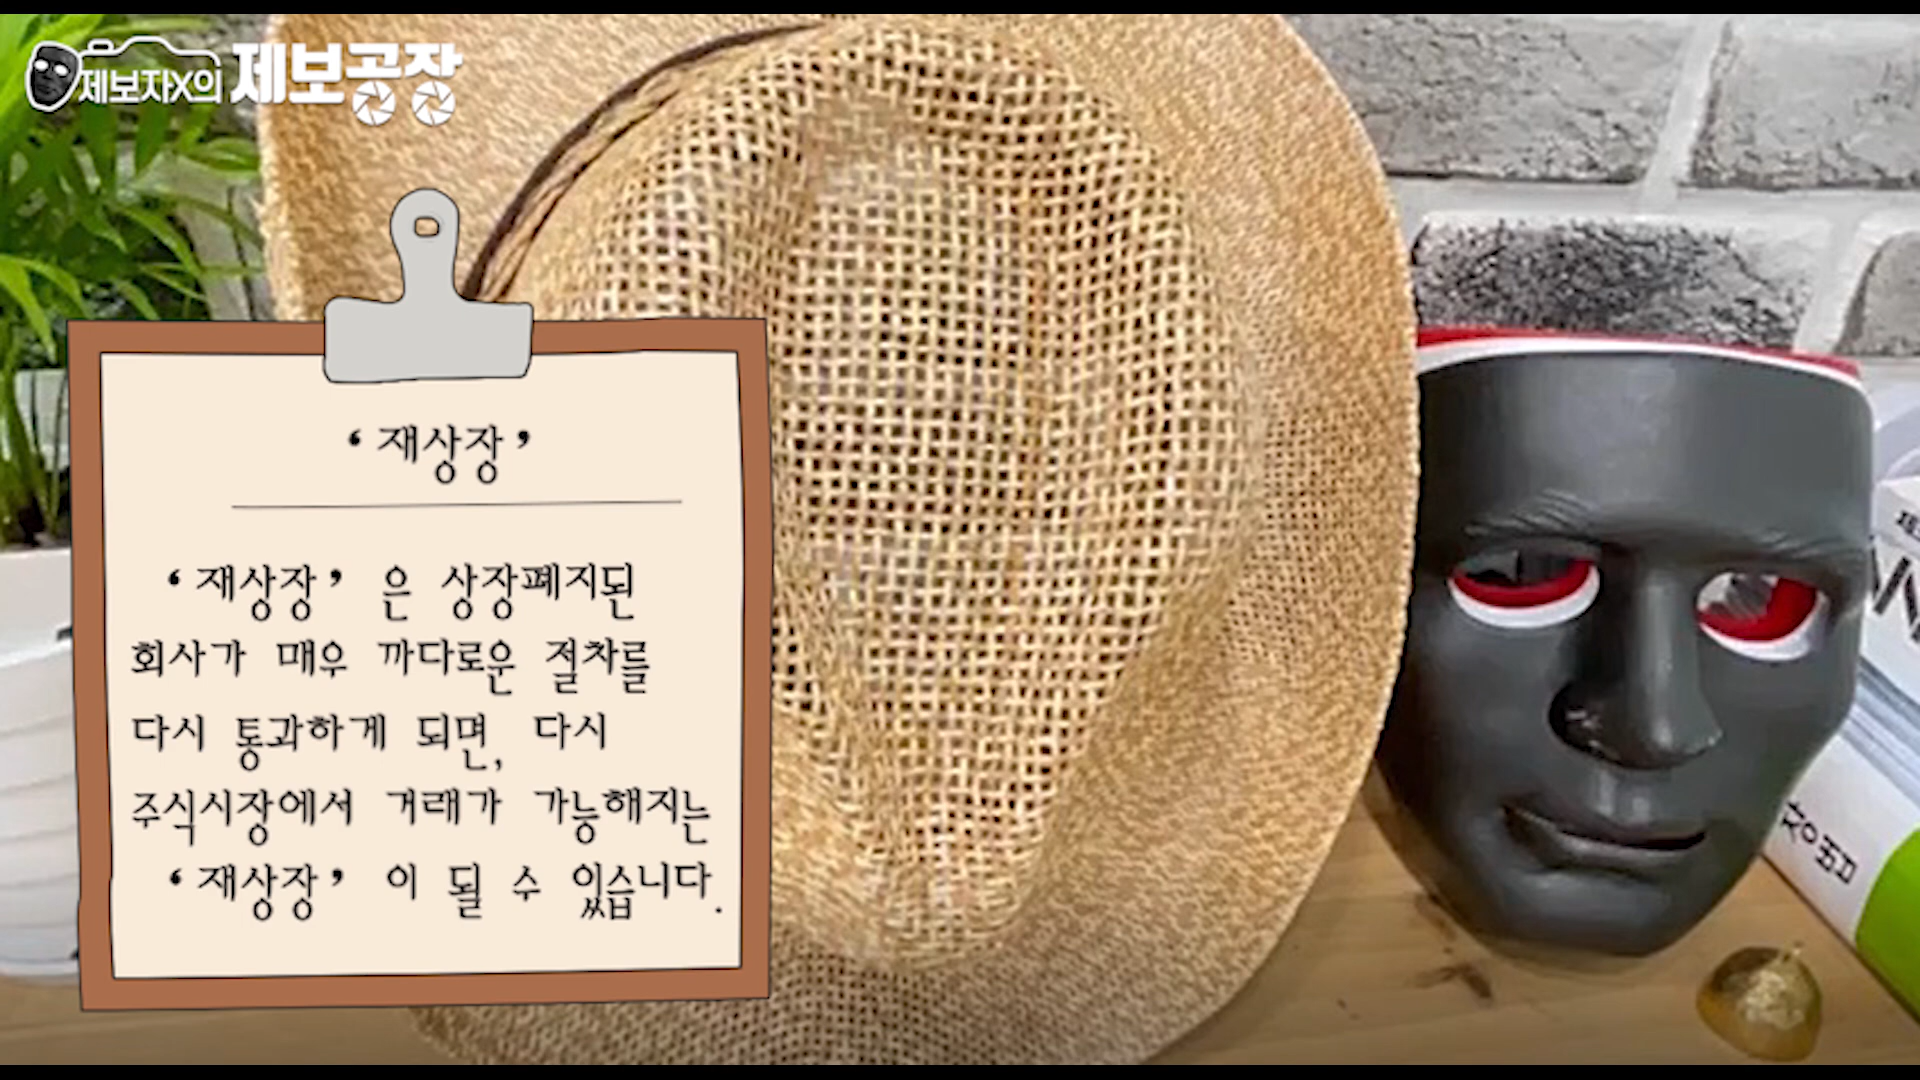 제보자X의 제보공장
‘재상장’
‘재상장’ 은 상장폐지된
회사가 매우 까다로운 절차를
다시 통과하게 되면, 다시
주식시장에서 거래가 가능해지는
‘재상장’ 이 될 수 있습니다.